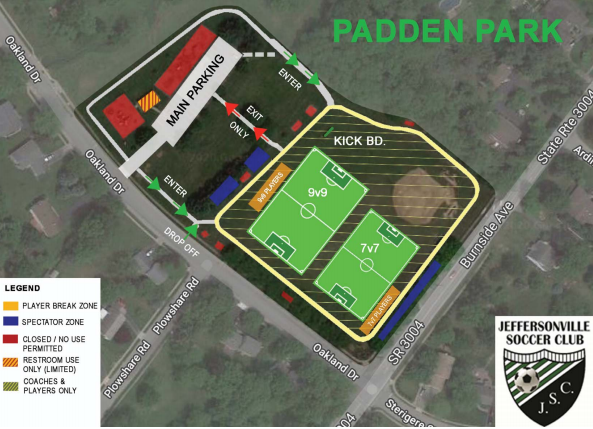 PADDEN PARK
Oakland Dr
MAIN PARKING
ENTER
EXIT
ONLY
KICK BD.
State Rte 3004
Oakland Dr
ENTER
9v9 PLAYERS
9v9
7v7
Burnside Ave
DROP OFF
7v7 PLAYERS
SR 3004
Oakland Dr
Plowshare Rd
Plowshare Rd
LEGEND
PLAYER BREAK ZONE
SPECTATOR ZONE
CLOSED / NO USE
PERMITTED
RESTROOM USE
ONLY (LIMITED)
COACHES &
PLAYERS ONLY
JEFFERSONVILLE
SOCCER CLUB
J.S.C.